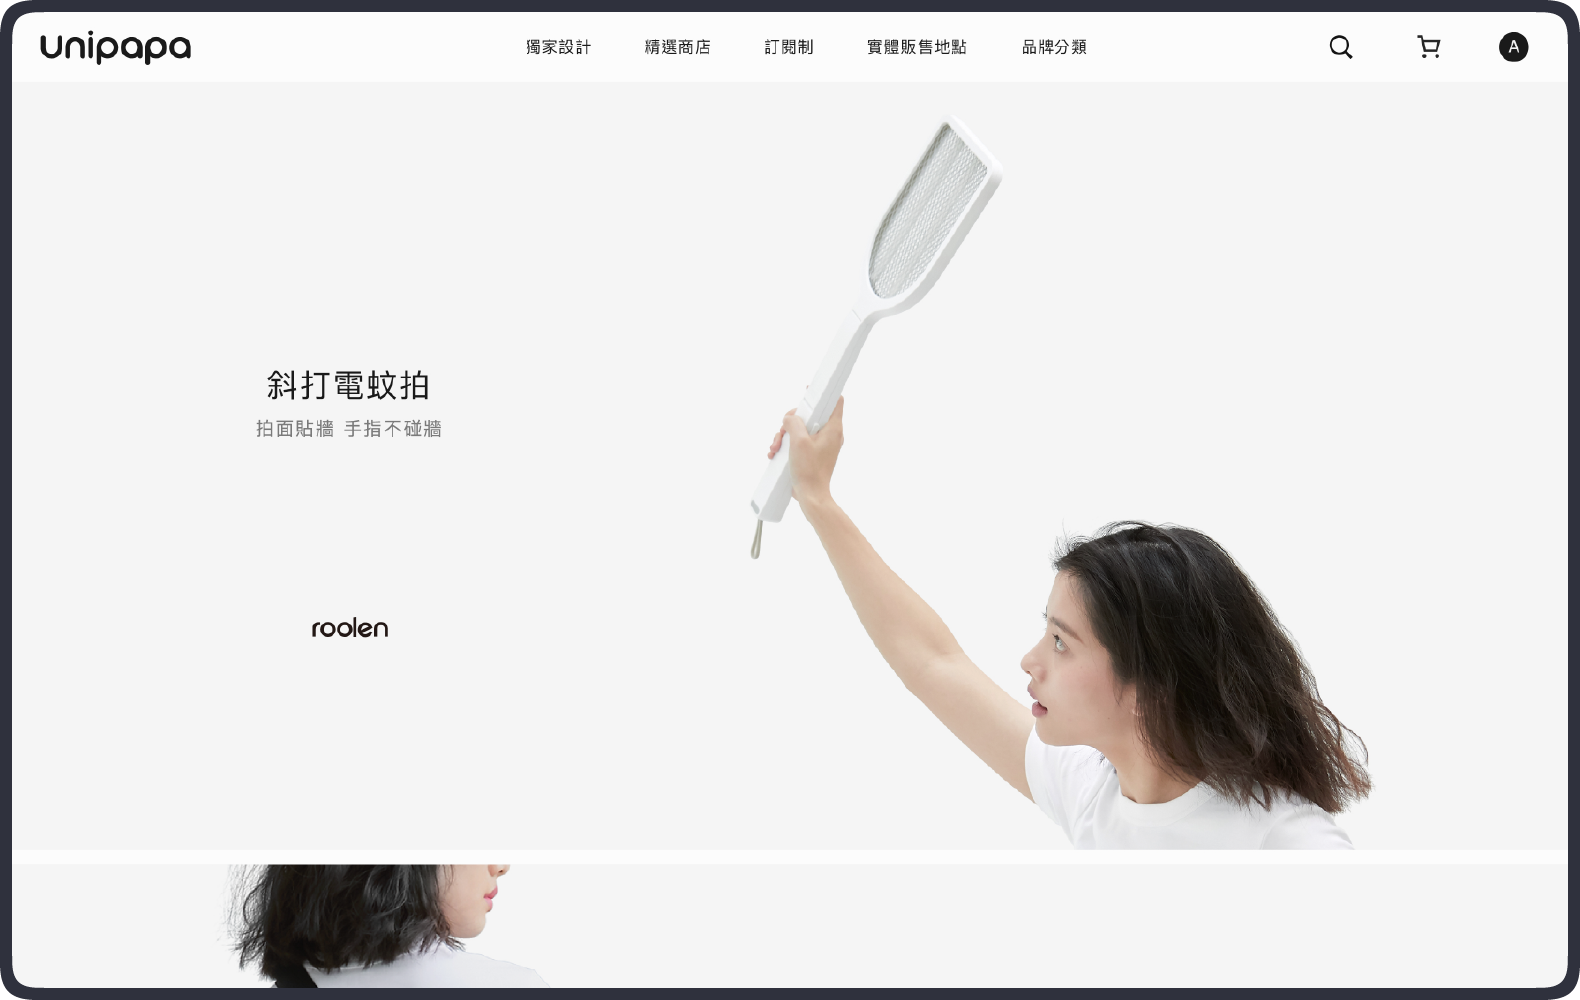 unipapa
獨家設計
精選商店
訂閱制
實體販售地點
品牌分類
A
斜打電蚊拍
拍面貼牆 手指不碰牆
roolen